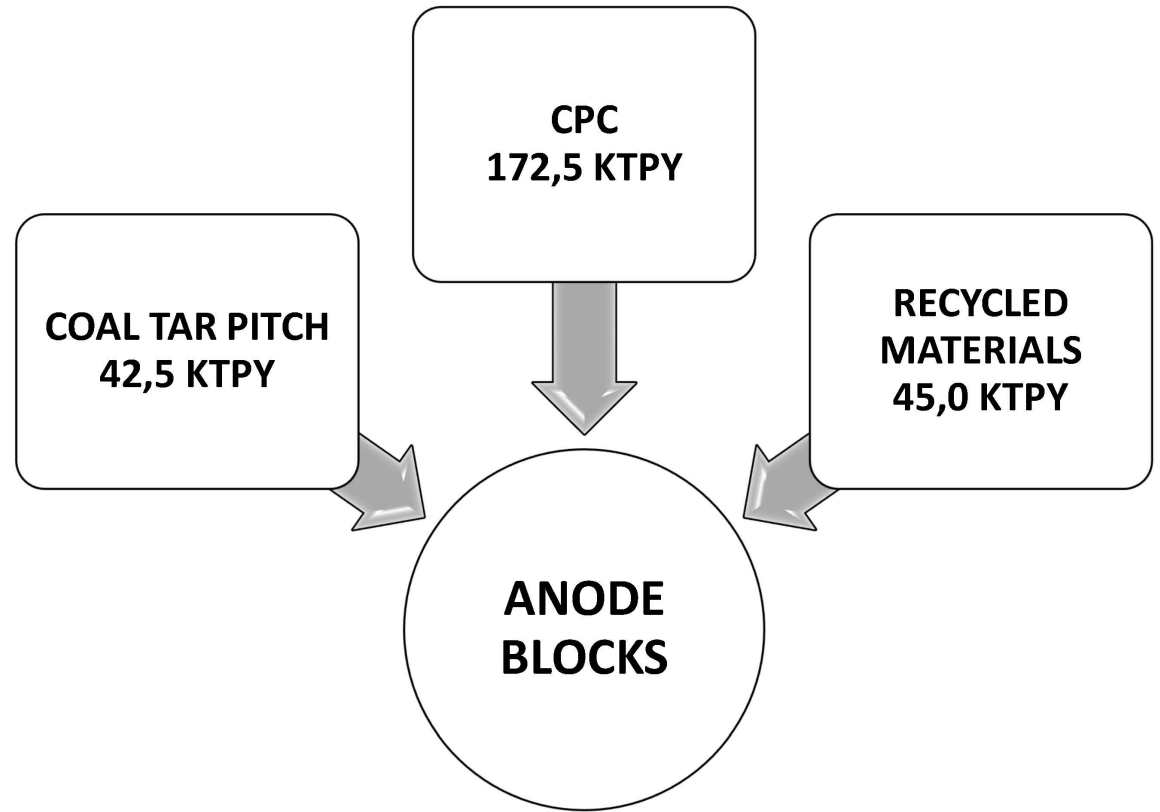 CPC
172,5 KTPY
COAL TAR PITCH
42,5 KTPY
RECYCLED
MATERIALS
45,0 KTPY
ANODE
BLOCKS